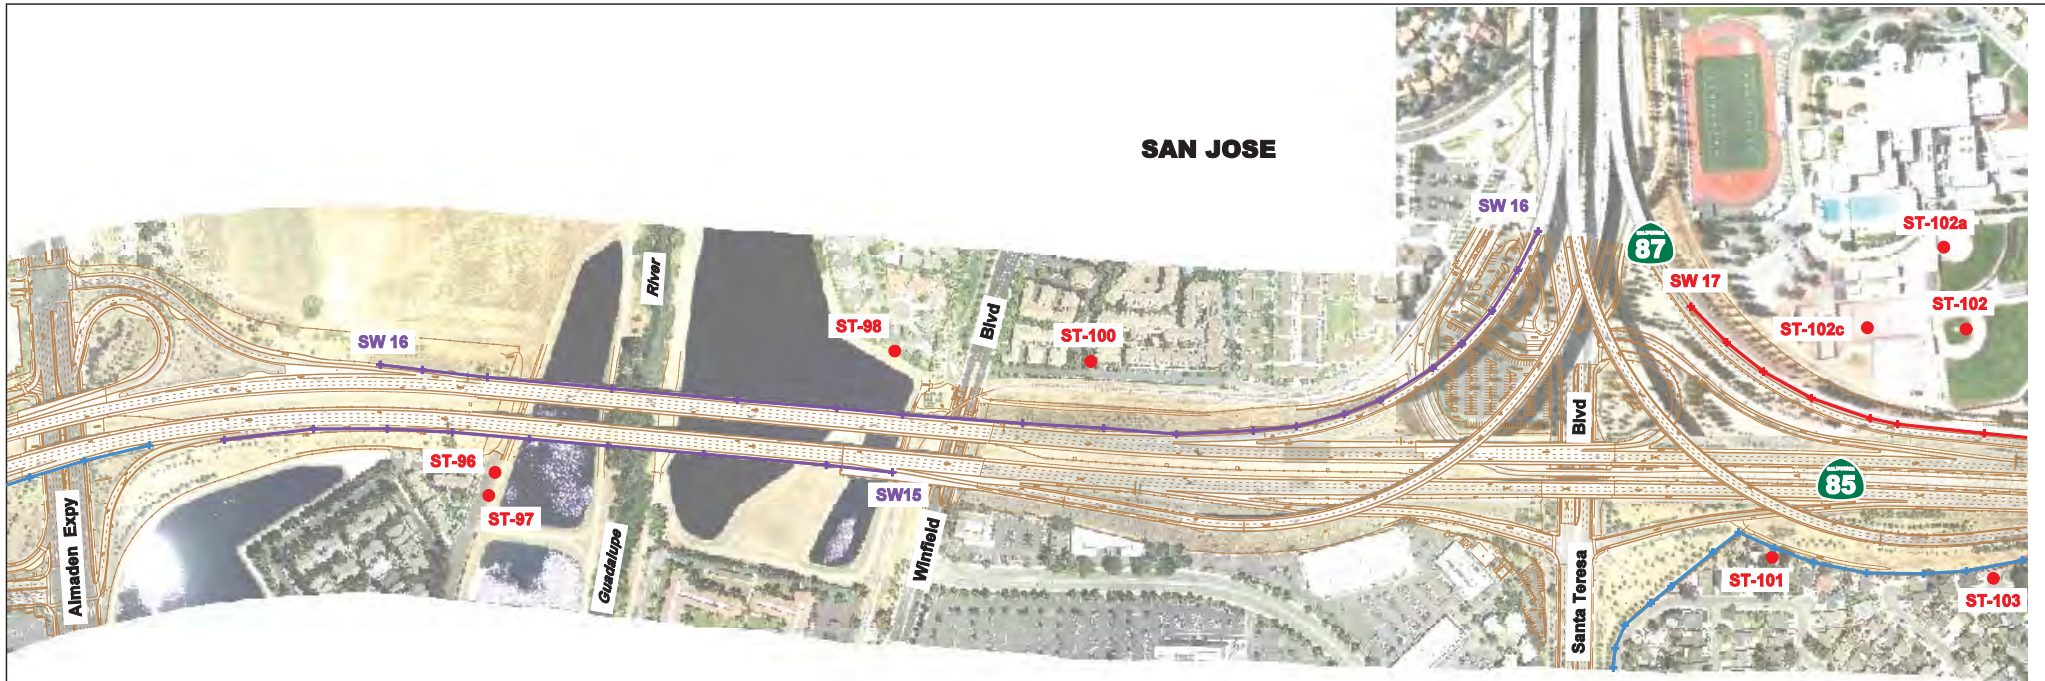 SAN JOSE
SW 16
SW 16
CALIFORNIA
87
SW 17
ST-102a
ST-102
ST-102c
ST-98
ST-100
River
Blvd
Blvd
ST-96
ST-97
SW15
CALIFORNIA
85
Almaden Expy
Guadalupe
Winfield
Santa Teresa
ST-101
ST-103